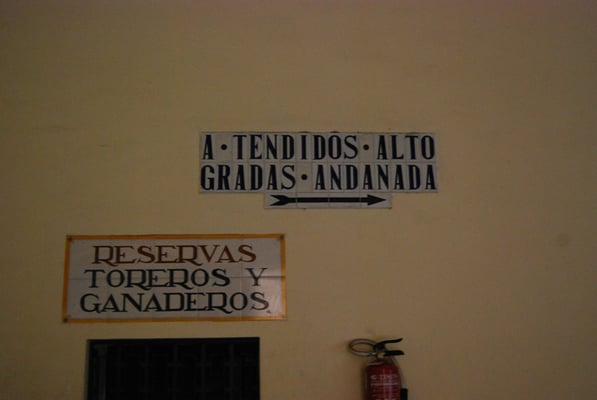 A · TENDIDOS · ALTO
GRADAS · ANDANADA
RESERVAS
TOREROS Y
GANADEROS